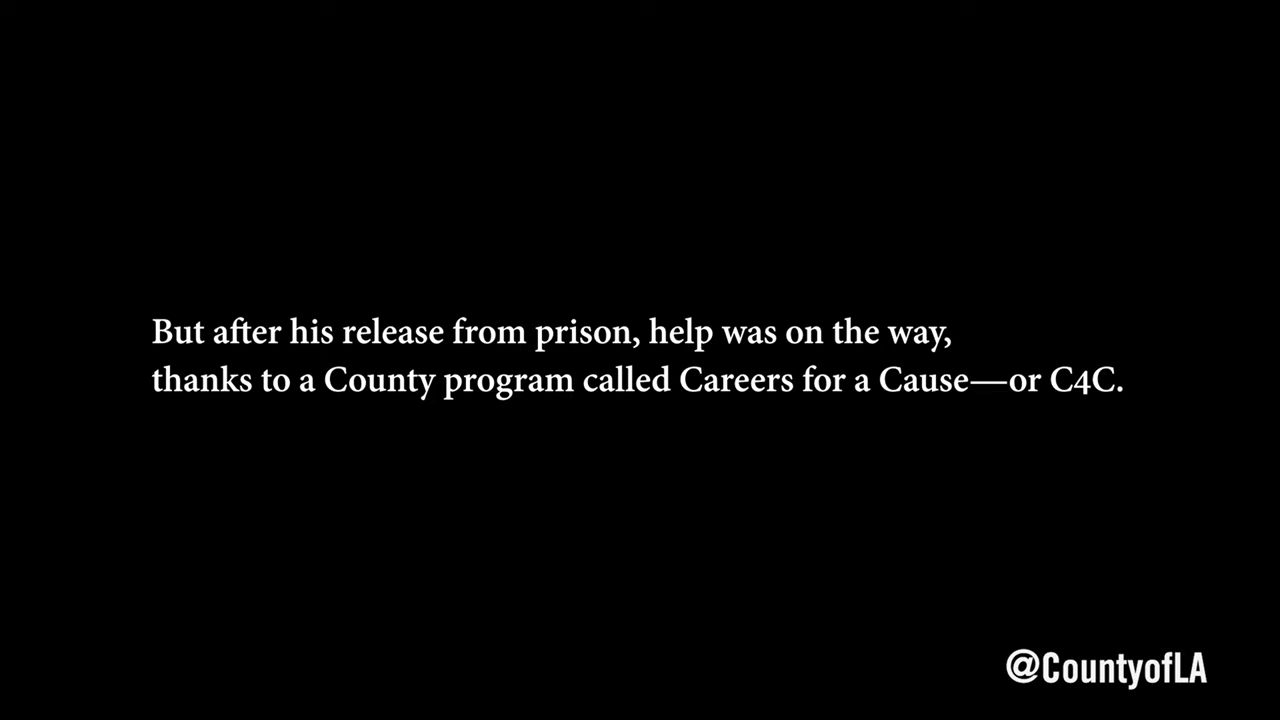 But after his release from prison, help was on the way,
thanks to a County program called Careers for a Cause—or C4C.
@CountyofLA